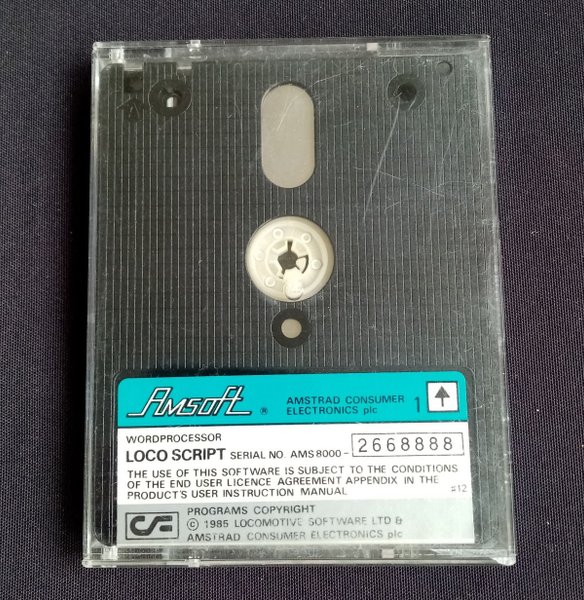 Amsoft ® AMSTRAD CONSUMER
ELECTRONICS plc 1
WORDPROCESSOR
LOCO SCRIPT SERIAL NO. AMS 8000 - 2668888
THE USE OF THIS SOFTWARE IS SUBJECT TO THE CONDITIONS
OF THE END USER LICENCE AGREEMENT APPENDIX IN THE
PRODUCT'S USER INSTRUCTION MANUAL #12
PROGRAMS COPYRIGHT
© 1985 LOCOMOTIVE SOFTWARE LTD &
AMSTRAD CONSUMER ELECTRONICS plc